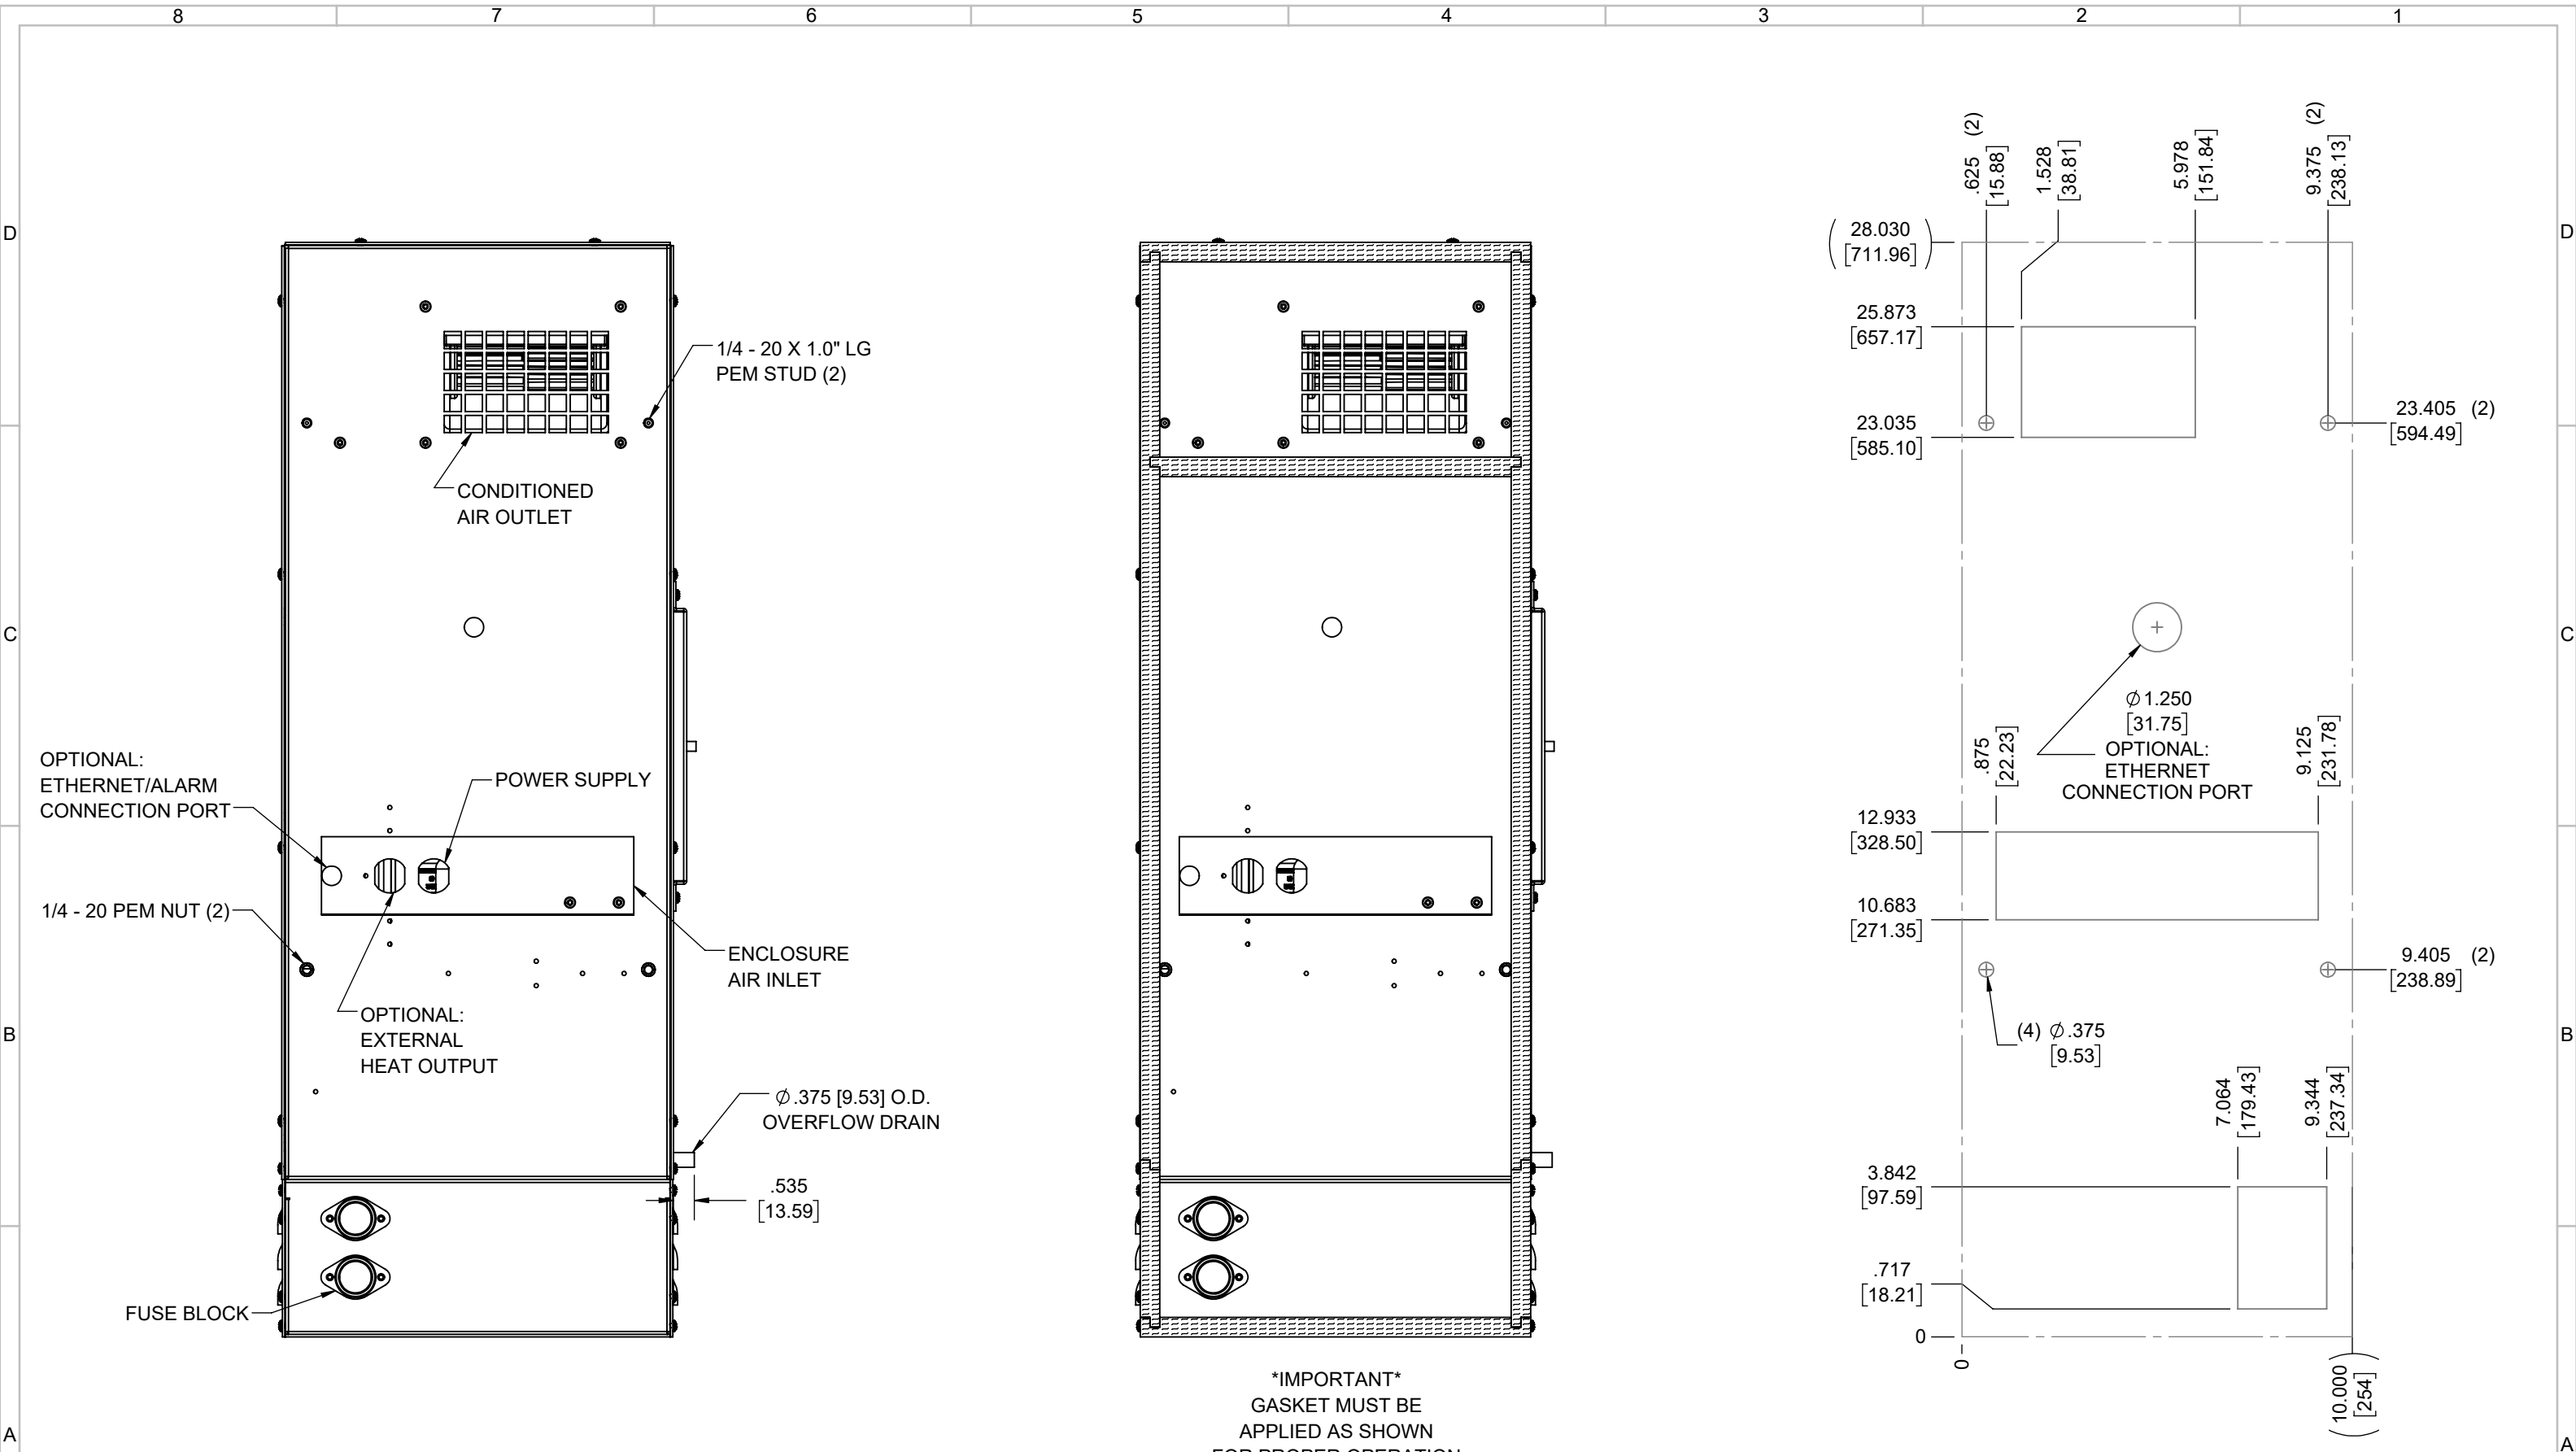 8 7 6 5 4 3 2 1
D
C
B
A
1/4 - 20 X 1.0" LG
PEM STUD (2)
CONDITIONED
AIR OUTLET
OPTIONAL:
ETHERNET/ALARM
CONNECTION PORT
POWER SUPPLY
1/4 - 20 PEM NUT (2)
ENCLOSURE
AIR INLET
OPTIONAL:
EXTERNAL
HEAT OUTPUT
Ø.375 [9.53] O.D.
OVERFLOW DRAIN
.535
[13.59]
FUSE BLOCK
*IMPORTANT*
GASKET MUST BE
APPLIED AS SHOWN
FOR PROPER OPERATION
.625 (2)
[15.88]
1.528
[38.81]
5.978
[151.84]
9.375 (2)
[238.13]
(28.030
[711.96])
25.873
[657.17]
23.035
[585.10]
23.405 (2)
[594.49]
Ø1.250
[31.75]
OPTIONAL:
ETHERNET
CONNECTION PORT
.875
[22.23]
9.125
[231.78]
12.933
[328.50]
10.683
[271.35]
9.405 (2)
[238.89]
(4) Ø.375
[9.53]
7.064
[179.43]
9.344
[237.34]
3.842
[97.59]
.717
[18.21]
0
0
(10.000
[254])
D
C
B
A